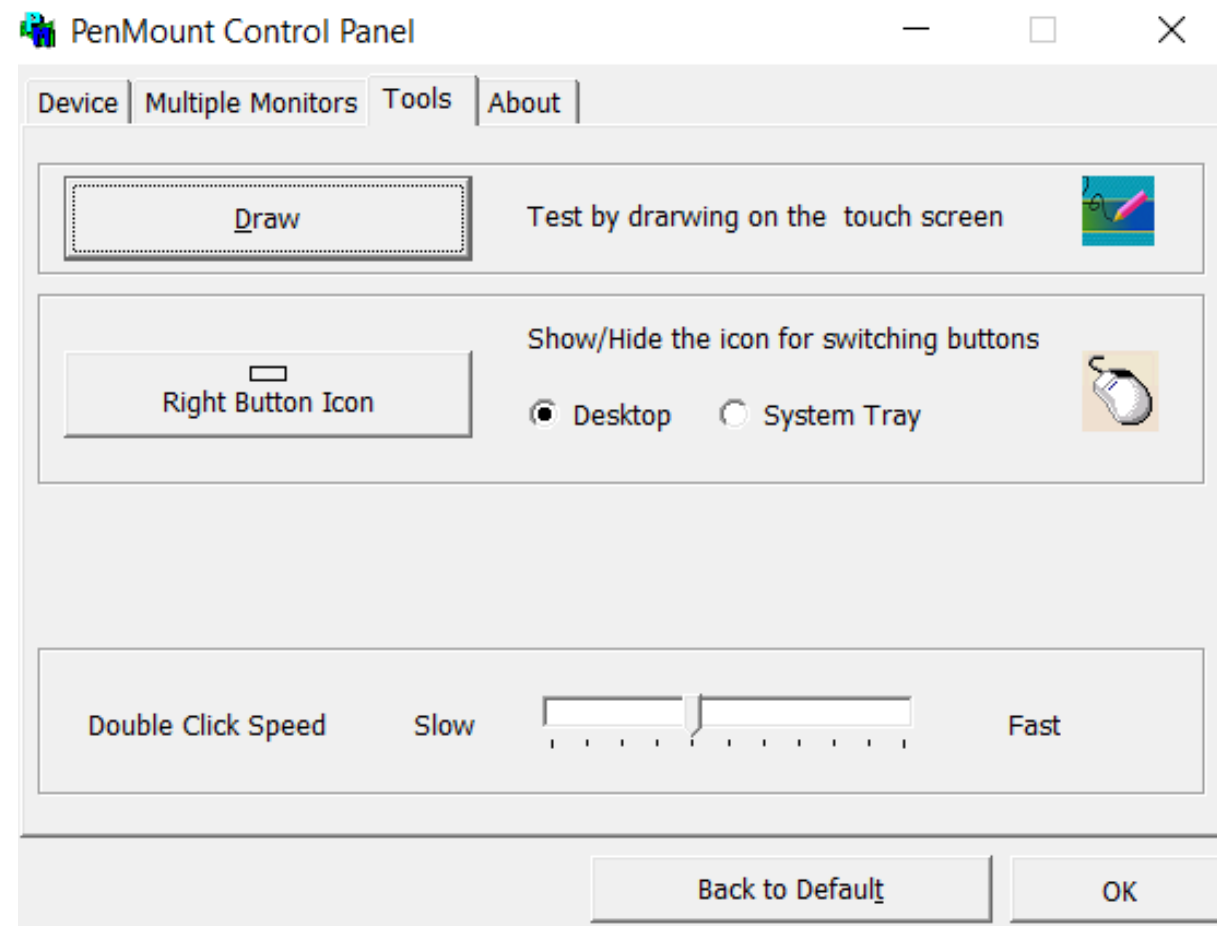 PenMount Control Panel
Device Multiple Monitors Tools About
Draw Test by drarwing on the touch screen
Show/Hide the icon for switching buttons
Right Button Icon
Desktop System Tray
Double Click Speed Slow Fast
Back to Default OK